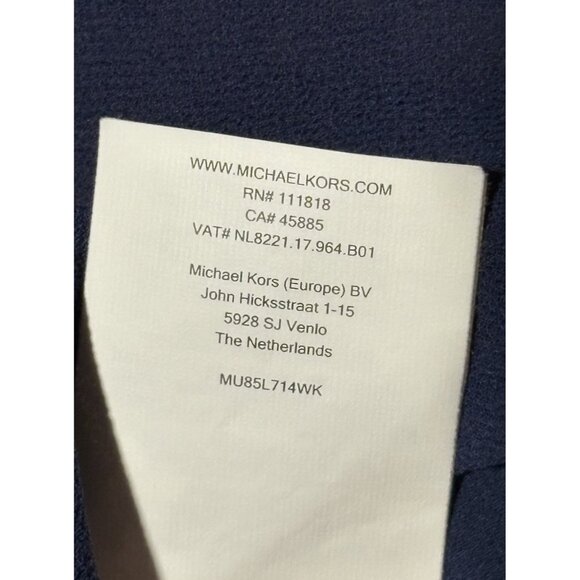 WWW.MICHAELKORS.COM
RN# 111818
CA# 45885
VAT# NL8221.17.964.B01
Michael Kors (Europe) BV
John Hicksstraat 1-15
5928 SJ Venlo
The Netherlands
MU85L714WK